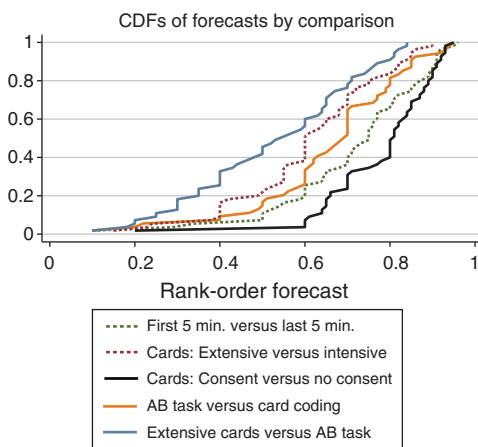 CDFs of forecasts by comparison
1
0.8
0.6
0.4
0.2
0
0 0.2 0.4 0.6 0.8 1
Rank-order forecast
First 5 min. versus last 5 min.
Cards: Extensive versus intensive
Cards: Consent versus no consent
AB task versus card coding
Extensive cards versus AB task